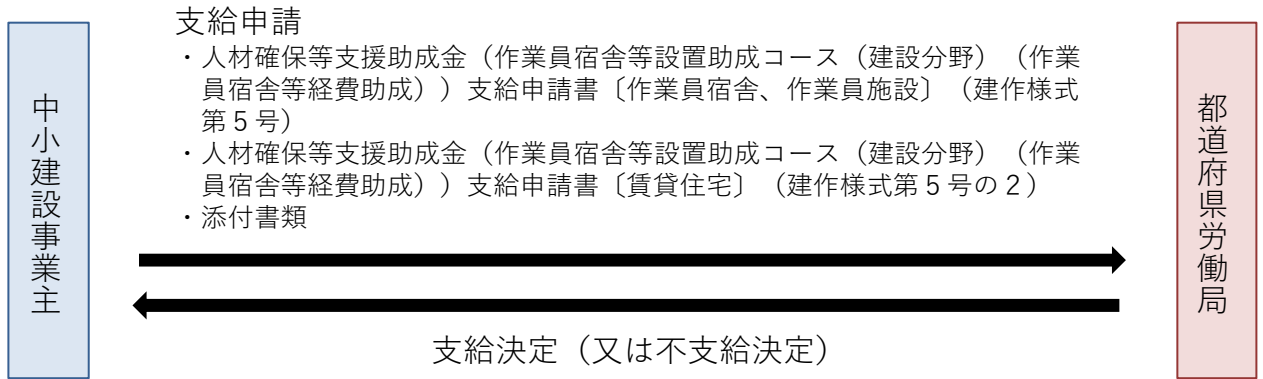 中小建設事業主
支給申請
・人材確保等支援助成金（作業員宿舎等設置助成コース（建設分野）（作業
員宿舎等経費助成））支給申請書〔作業員宿舎、作業員施設〕（建作様式
第５号）
・人材確保等支援助成金（作業員宿舎等設置助成コース（建設分野）（作業
員宿舎等経費助成））支給申請書〔賃貸住宅〕（建作様式第５号の２）
・添付書類
支給決定（又は不支給決定）
都道府県労働局